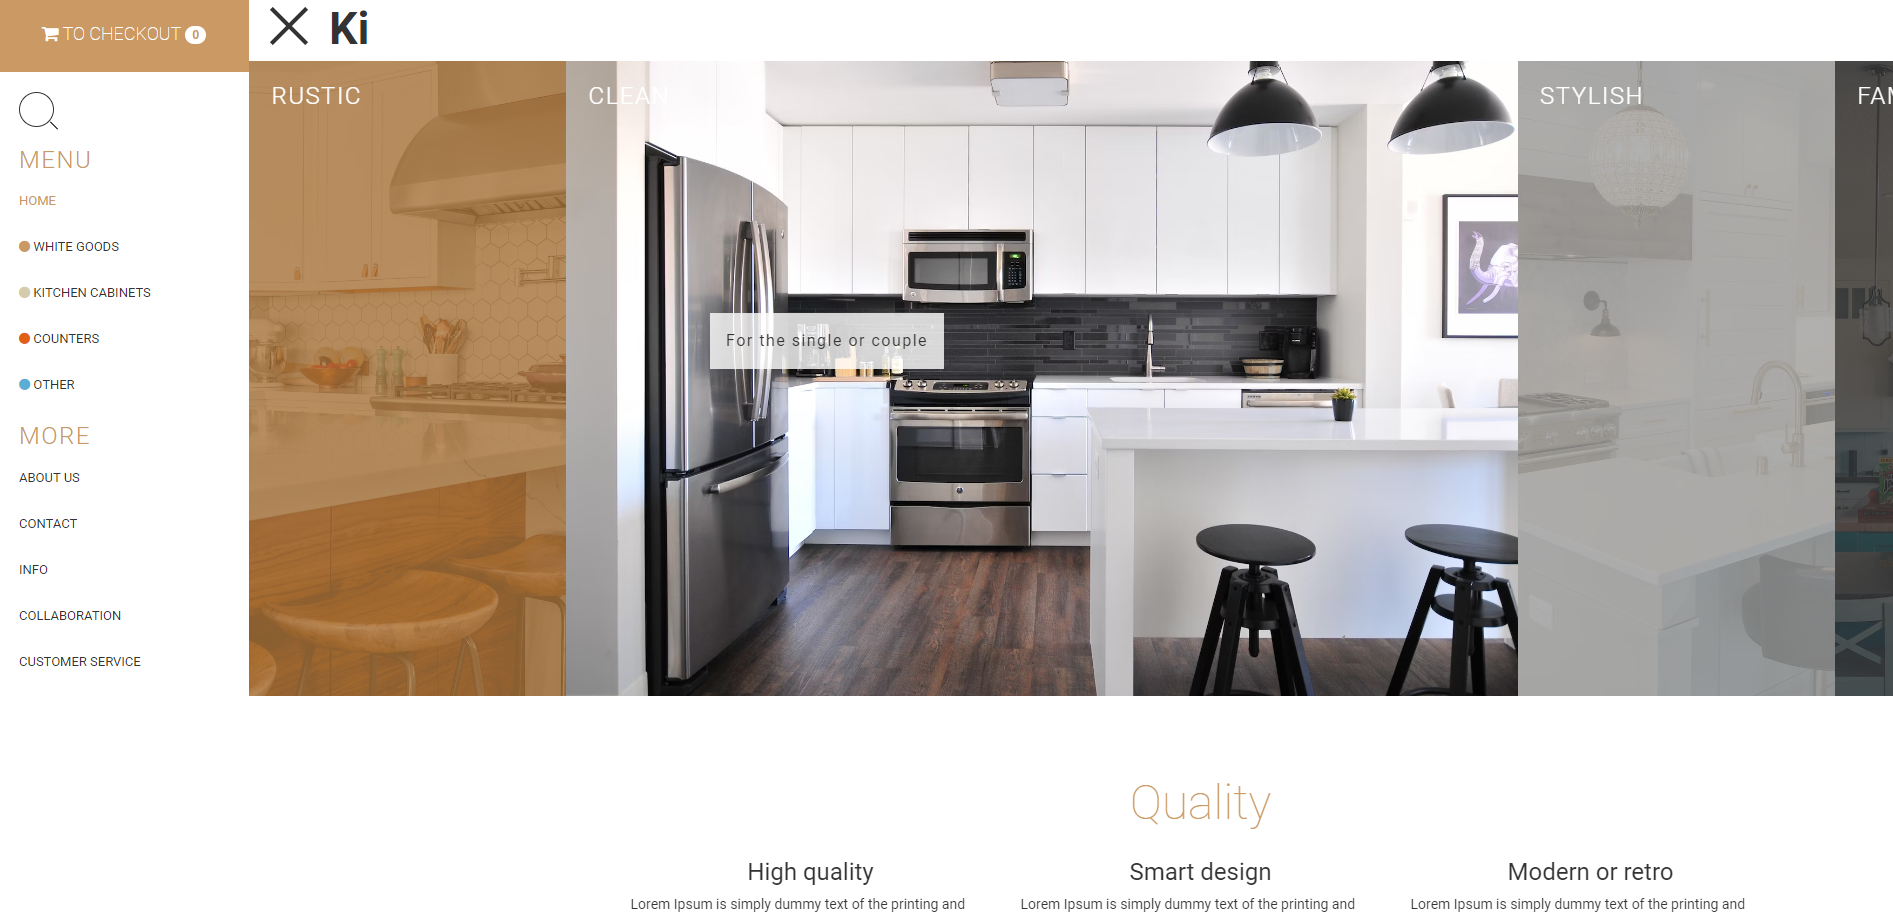 TO CHECKOUT 0
MENU
HOME
WHITE GOODS
KITCHEN CABINETS
COUNTERS
OTHER
MORE
ABOUT US
CONTACT
INFO
COLLABORATION
CUSTOMER SERVICE
Ki
RUSTIC
CLEAN
STYLISH
FAM
For the single or couple
Quality
High quality
Lorem Ipsum is simply dummy text of the printing and
Smart design
Lorem Ipsum is simply dummy text of the printing and
Modern or retro
Lorem Ipsum is simply dummy text of the printing and